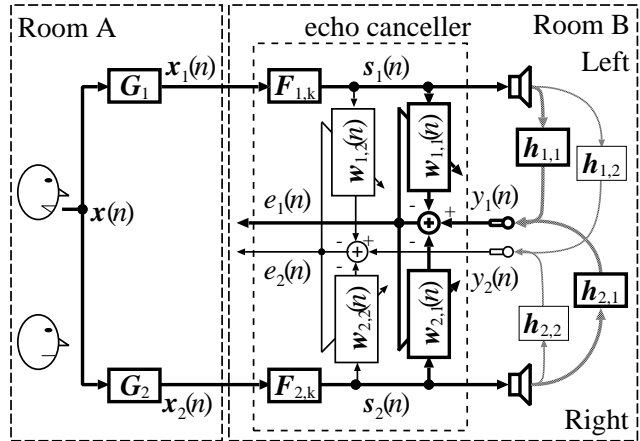 Room A
echo canceller
Room B
Left
x₁(n)
s₁(n)
G₁
F₁,ₖ
w₁,₂(n)
w₁,₁(n)
h₁,₁
h₁,₂
x(n)
e₁(n)
y₁(n)
- - +
e₂(n)
- - +
y₂(n)
w₂,₂(n)
w₂,₁(n)
h₂,₁
h₂,₂
G₂
F₂,ₖ
x₂(n)
s₂(n)
Right